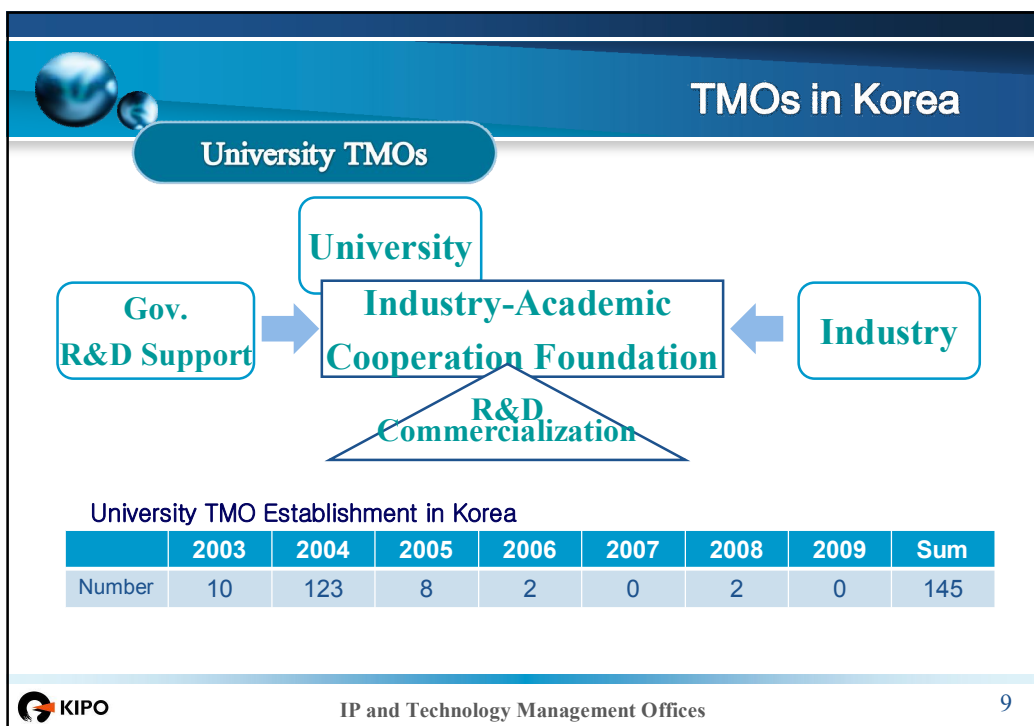 TMOs in Korea
University TMOs
University
Gov.
R&D Support
Industry-Academic
Cooperation Foundation
Industry
R&D
Commercialization
University TMO Establishment in Korea
2003 2004 2005 2006 2007 2008 2009 Sum
Number 10 123 8 2 0 2 0 145
KIPO
IP and Technology Management Offices
9